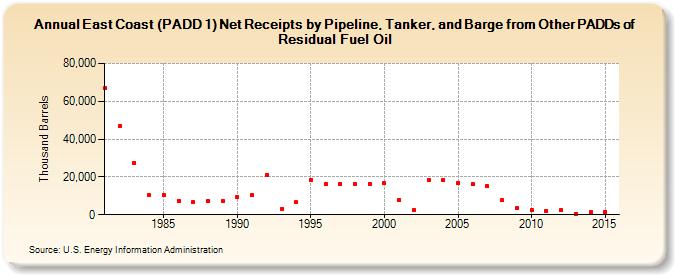 Annual East Coast (PADD 1) Net Receipts by Pipeline, Tanker, and Barge from Other PADDs of
Residual Fuel Oil
Thousand Barrels
80,000
60,000
40,000
20,000
0
1985 1990 1995 2000 2005 2010 2015
Source: U.S. Energy Information Administration